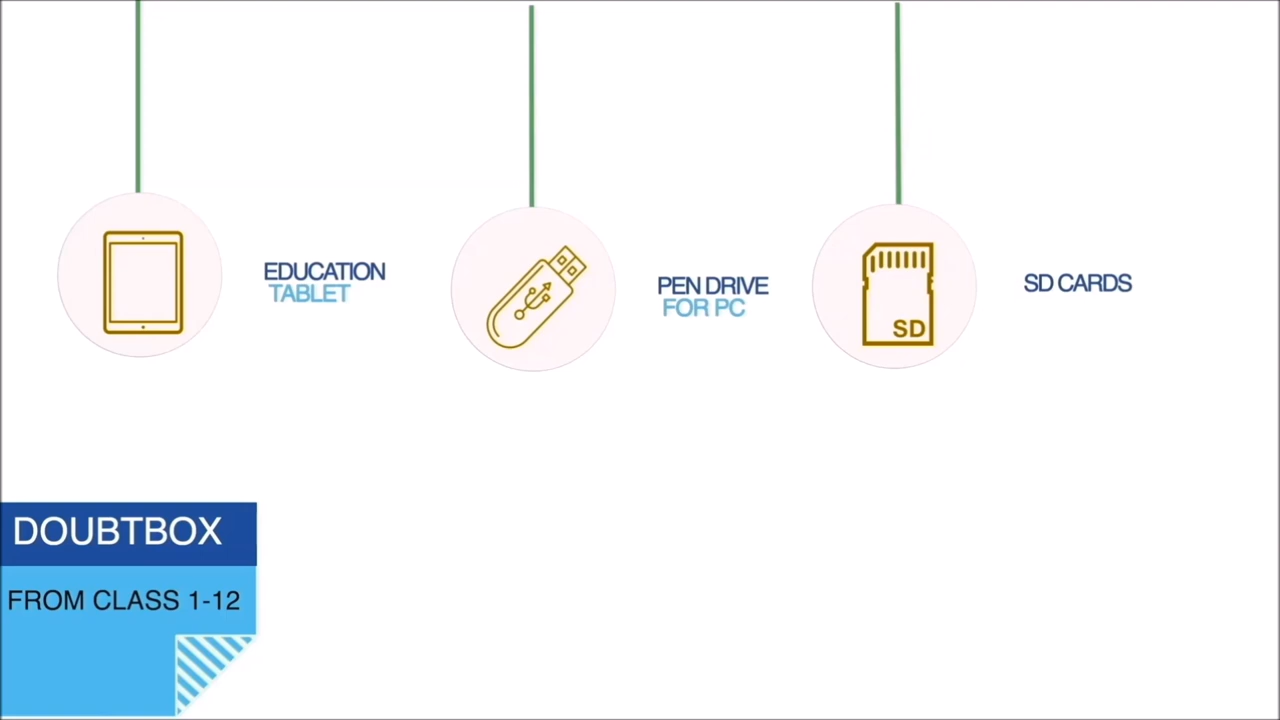 EDUCATION
TABLET
PEN DRIVE
FOR PC
SD
SD CARDS
DOUBTBOX
FROM CLASS 1-12